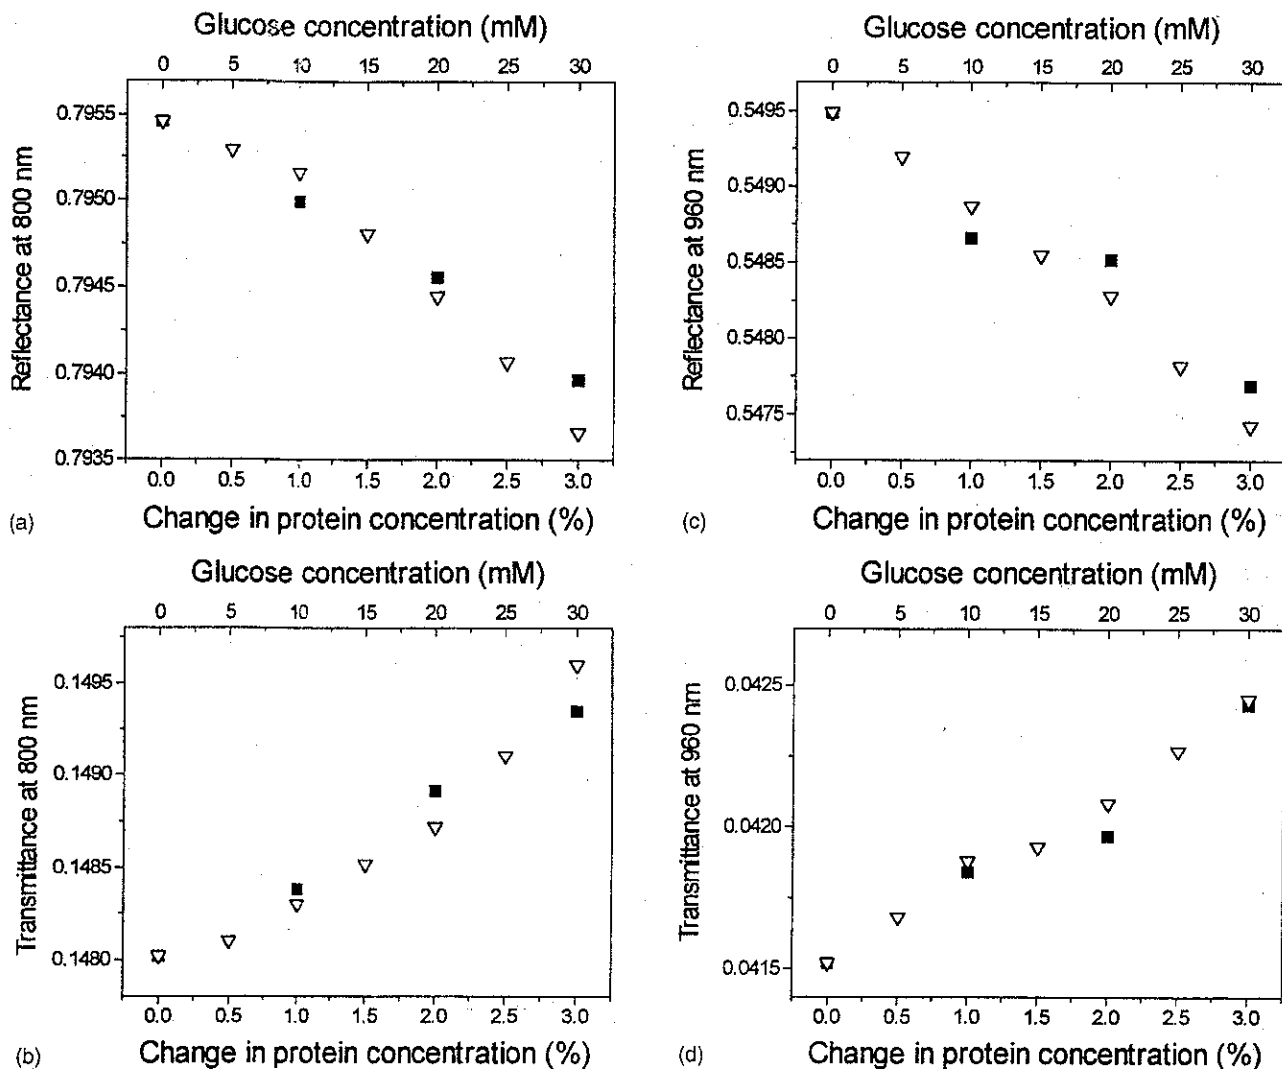 Glucose concentration (mM)
0 5 10 15 20 25 30
0.7955
0.7950
0.7945
0.7940
0.7935
Reflectance at 800 nm
0.0 0.5 1.0 1.5 2.0 2.5 3.0
(a) Change in protein concentration (%)
Glucose concentration (mM)
0 5 10 15 20 25 30
0.5495
0.5490
0.5485
0.5480
0.5475
Reflectance at 960 nm
0.0 0.5 1.0 1.5 2.0 2.5 3.0
(c) Change in protein concentration (%)
Glucose concentration (mM)
0 5 10 15 20 25 30
0.1495
0.1490
0.1485
0.1480
Transmittance at 800 nm
0.0 0.5 1.0 1.5 2.0 2.5 3.0
(b) Change in protein concentration (%)
Glucose concentration (mM)
0 5 10 15 20 25 30
0.0425
0.0420
0.0415
Transmittance at 960 nm
0.0 0.5 1.0 1.5 2.0 2.5 3.0
(d) Change in protein concentration (%)